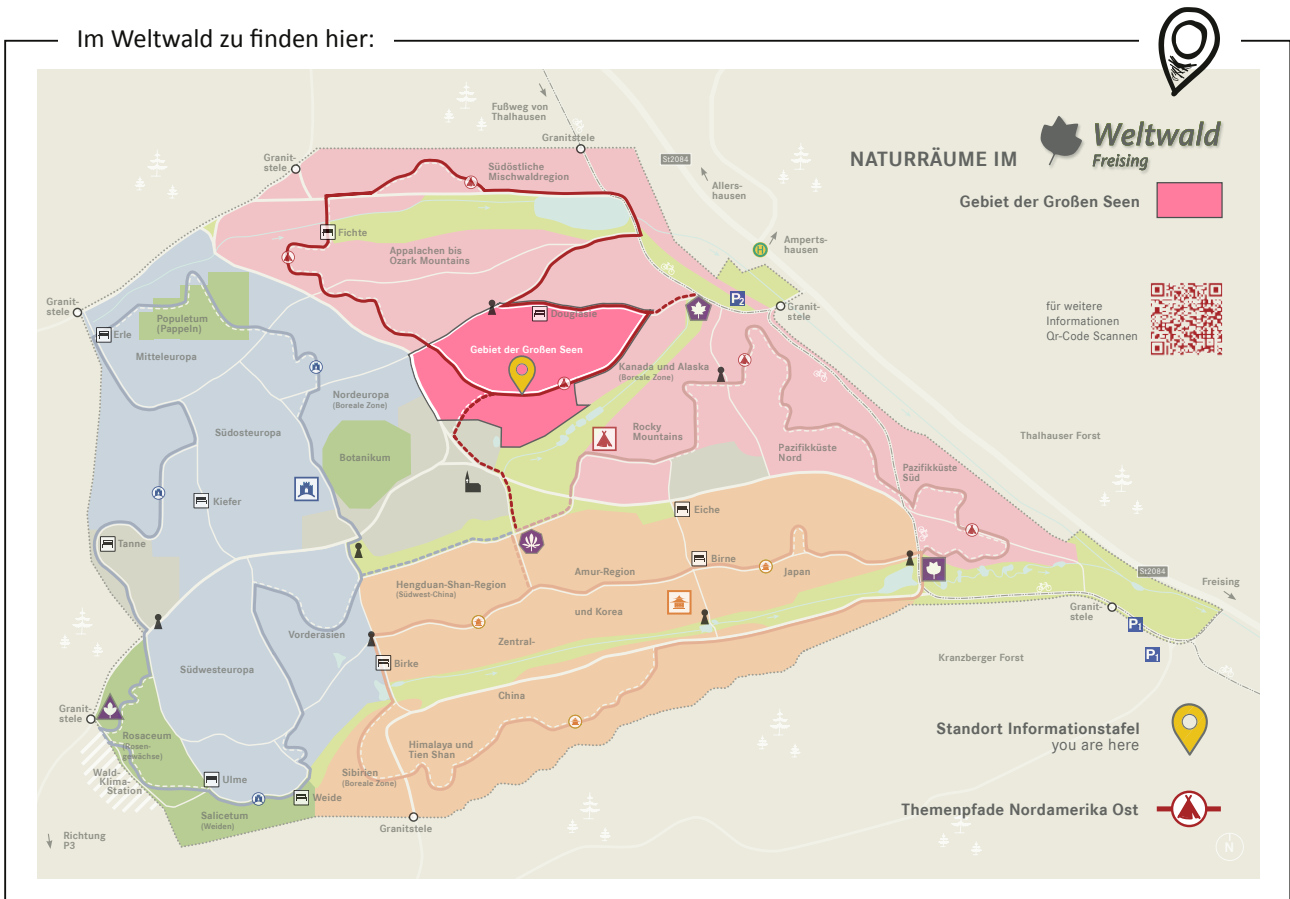 Im Weltwald zu finden hier:
Fußweg von
Thalhausen
Granitstele
Granit-
stele
Südöstliche
Mischwaldregion
St2084
Allers-
hausen
NATURRÄUME IM
Weltwald
Freising
Gebiet der Großen Seen
Fichte
Appalachen bis
Ozark Mountains
H
Amperts-
hausen
Granit-
stele
Populetum
(Pappeln)
Erle
Mitteleuropa
P2
Granit-
stele
für weitere
Informationen
Qr-Code Scannen
Douglasie
Gebiet der Großen Seen
Kanada und Alaska
(Boreale Zone)
Nordeuropa
(Boreale Zone)
Südosteuropa
Rocky
Mountains
Pazifikküste
Nord
Thalhauser Forst
Botanikum
Pazifikküste
Süd
Kiefer
Eiche
Tanne
Birne
Hengduan-Shan-Region
(Südwest-China)
Amur-Region
Japan
St2084
Freising
und Korea
Granit-
stele
P1
P1
Vorderasien
Zentral-
Kranzberger Forst
Südwesteuropa
Birke
China
Granit-
stele
Rosaceum
(Rosen-
gewächse)
Himalaya und
Tien Shan
Standort Informationstafel
you are here
Wald-
Klima-
Station
Ulme
Sibirien
(Boreale Zone)
Weide
Salicetum
(Weiden)
Themenpfade Nordamerika Ost
Granitstele
Richtung
P3
N